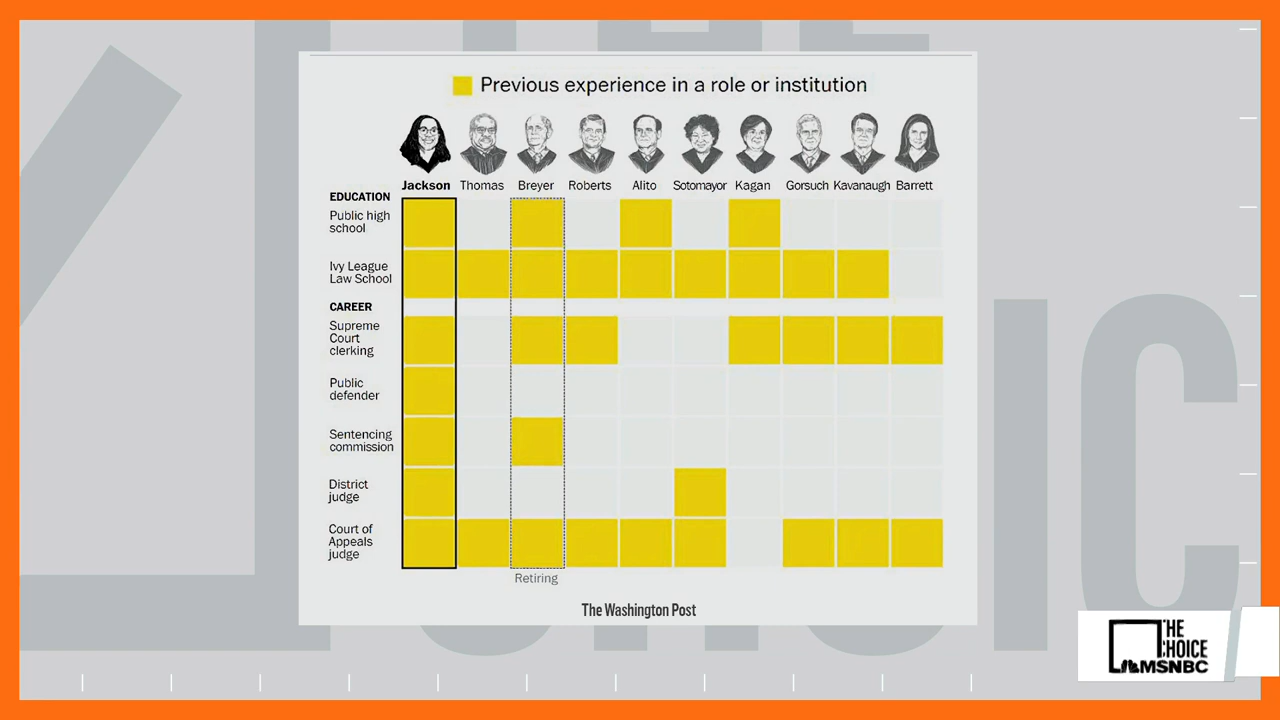 Previous experience in a role or institution
Jackson Thomas Breyer Roberts Alito Sotomayor Kagan Gorsuch Kavanaugh Barrett
EDUCATION
Public high
school
Ivy League
Law School
CAREER
Supreme
Court
clerking
Public
defender
Sentencing
commission
District
judge
Court of
Appeals
judge
Retiring
The Washington Post
THE
CHOICE
MSNBC